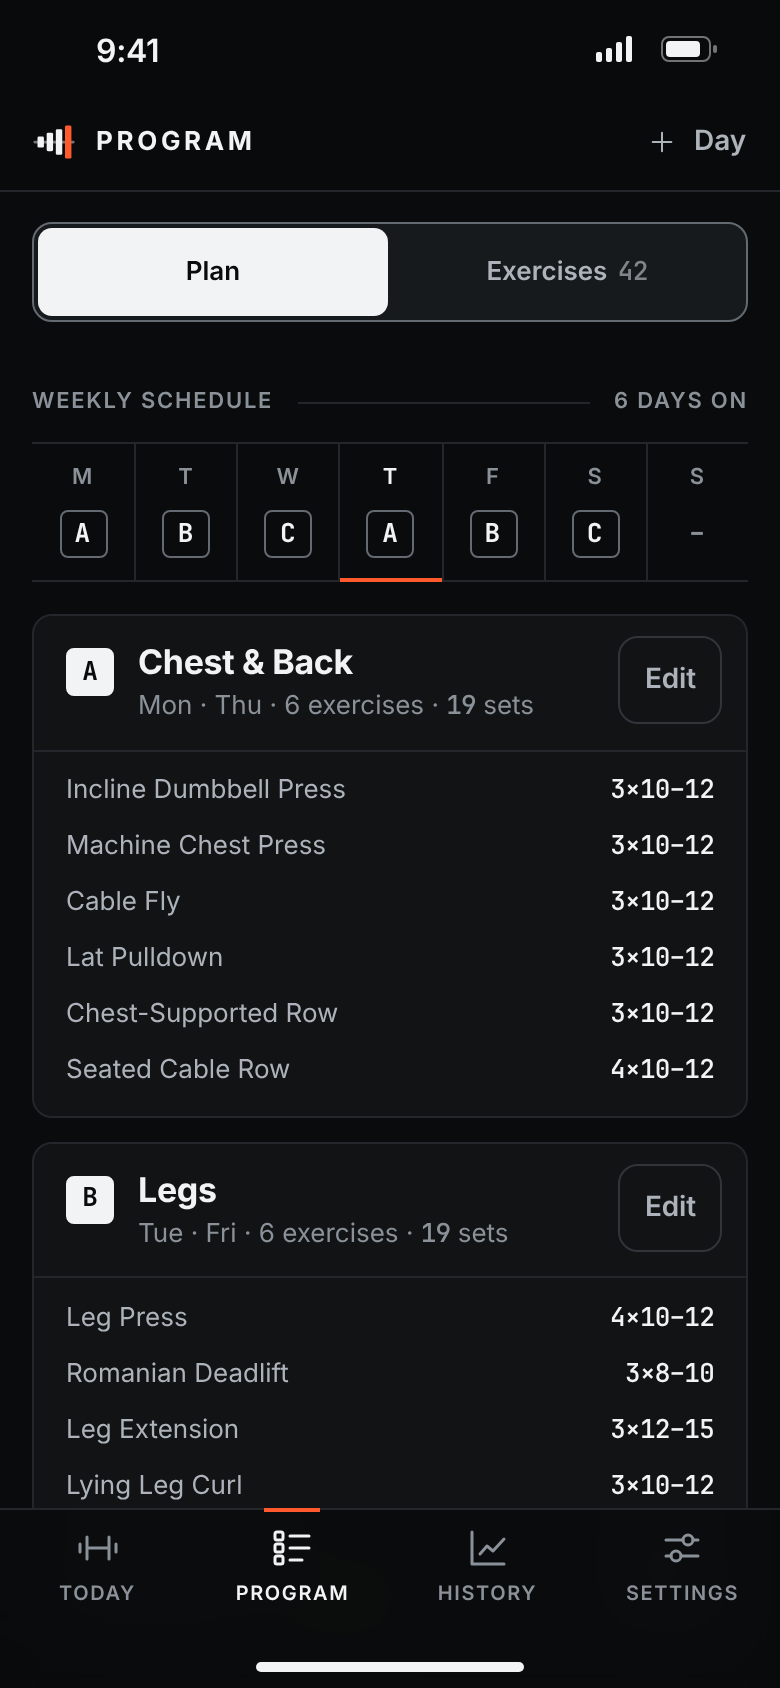 9:41
PROGRAM
+ Day
Plan
Exercises 42
WEEKLY SCHEDULE
6 DAYS ON
M T W T F S S
A B C A B C –
A
Chest & Back
Mon · Thu · 6 exercises · 19 sets
Edit
Incline Dumbbell Press 3×10–12
Machine Chest Press 3×10–12
Cable Fly 3×10–12
Lat Pulldown 3×10–12
Chest-Supported Row 3×10–12
Seated Cable Row 4×10–12
B
Legs
Tue · Fri · 6 exercises · 19 sets
Edit
Leg Press 4×10–12
Romanian Deadlift 3×8–10
Leg Extension 3×12–15
Lying Leg Curl 3×10–12
TODAY PROGRAM HISTORY SETTINGS